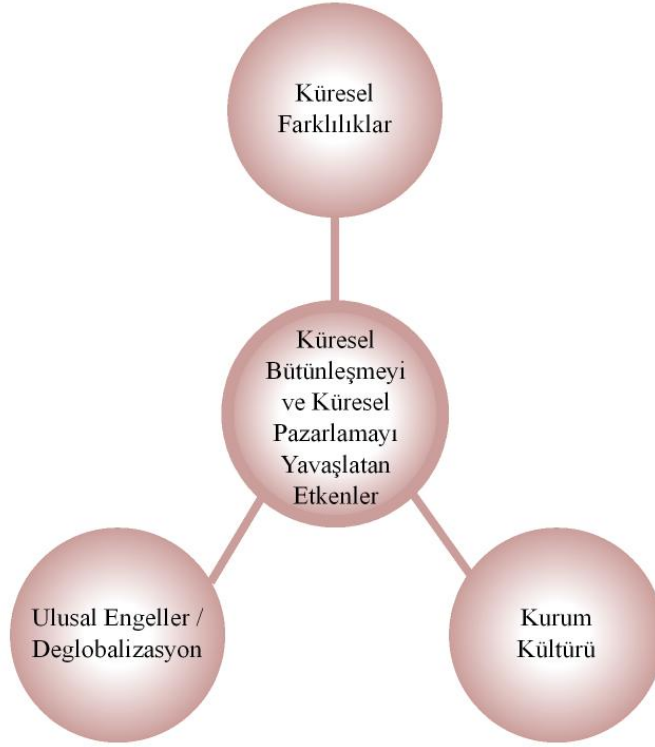 Küresel
Farklılıklar
Küresel
Bütünleşmeyi
ve Küresel
Pazarlamayı
Yavaşlatan
Etkenler
Ulusal Engeller /
Deglobalizasyon
Kurum
Kültürü